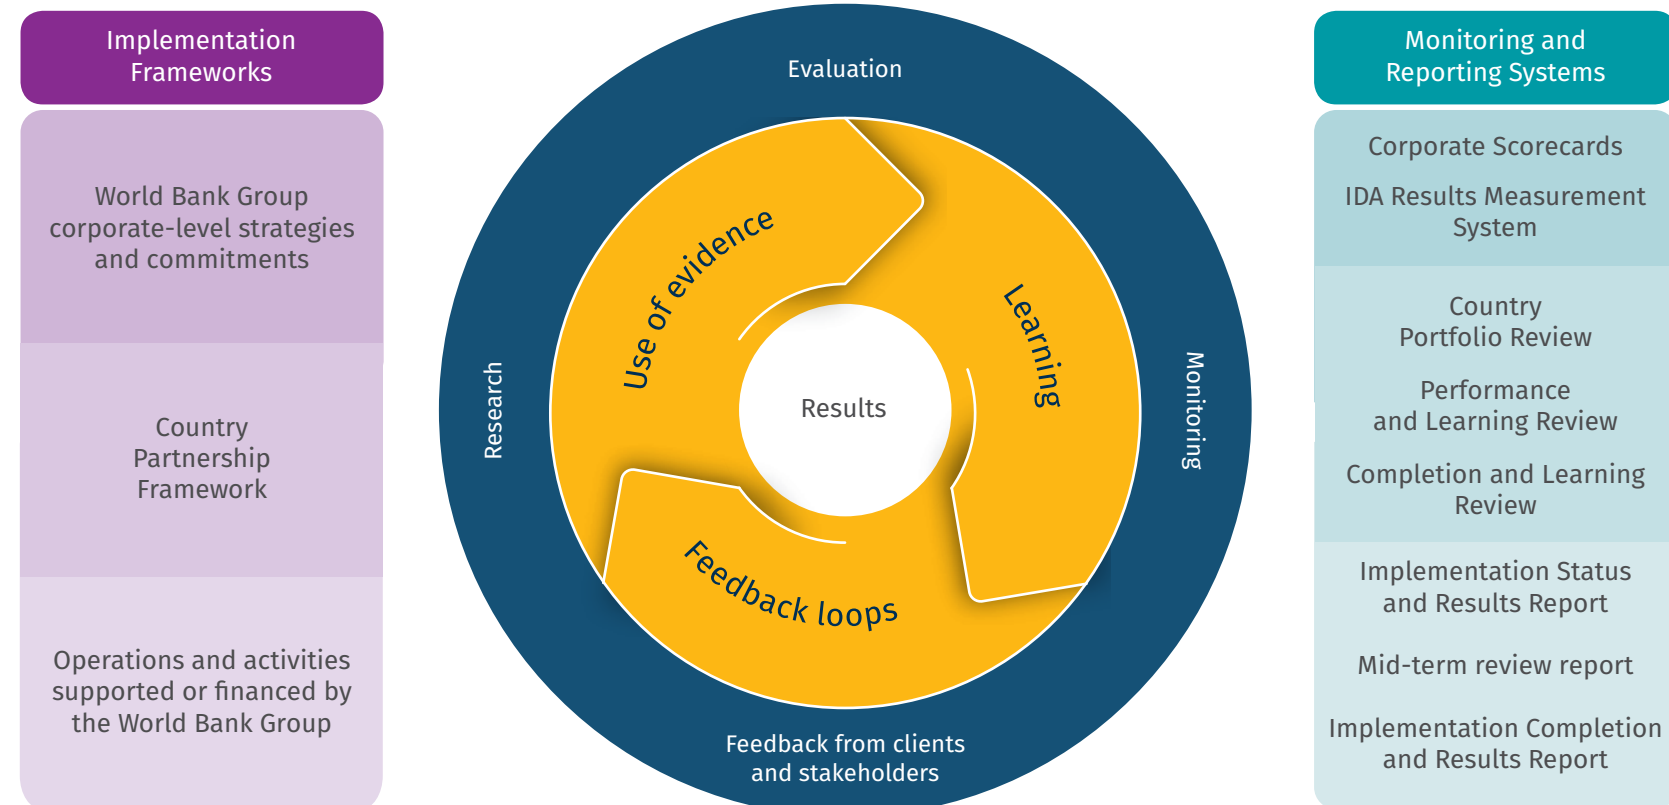 Implementation
Frameworks
World Bank Group
corporate-level strategies
and commitments
Country
Partnership
Framework
Operations and activities
supported or financed by
the World Bank Group
Evaluation
Research
Monitoring
Feedback from clients
and stakeholders
Use of evidence
Learning
Feedback loops
Results
Monitoring and
Reporting Systems
Corporate Scorecards
IDA Results Measurement
System
Country
Portfolio Review
Performance
and Learning Review
Completion and Learning
Review
Implementation Status
and Results Report
Mid-term review report
Implementation Completion
and Results Report